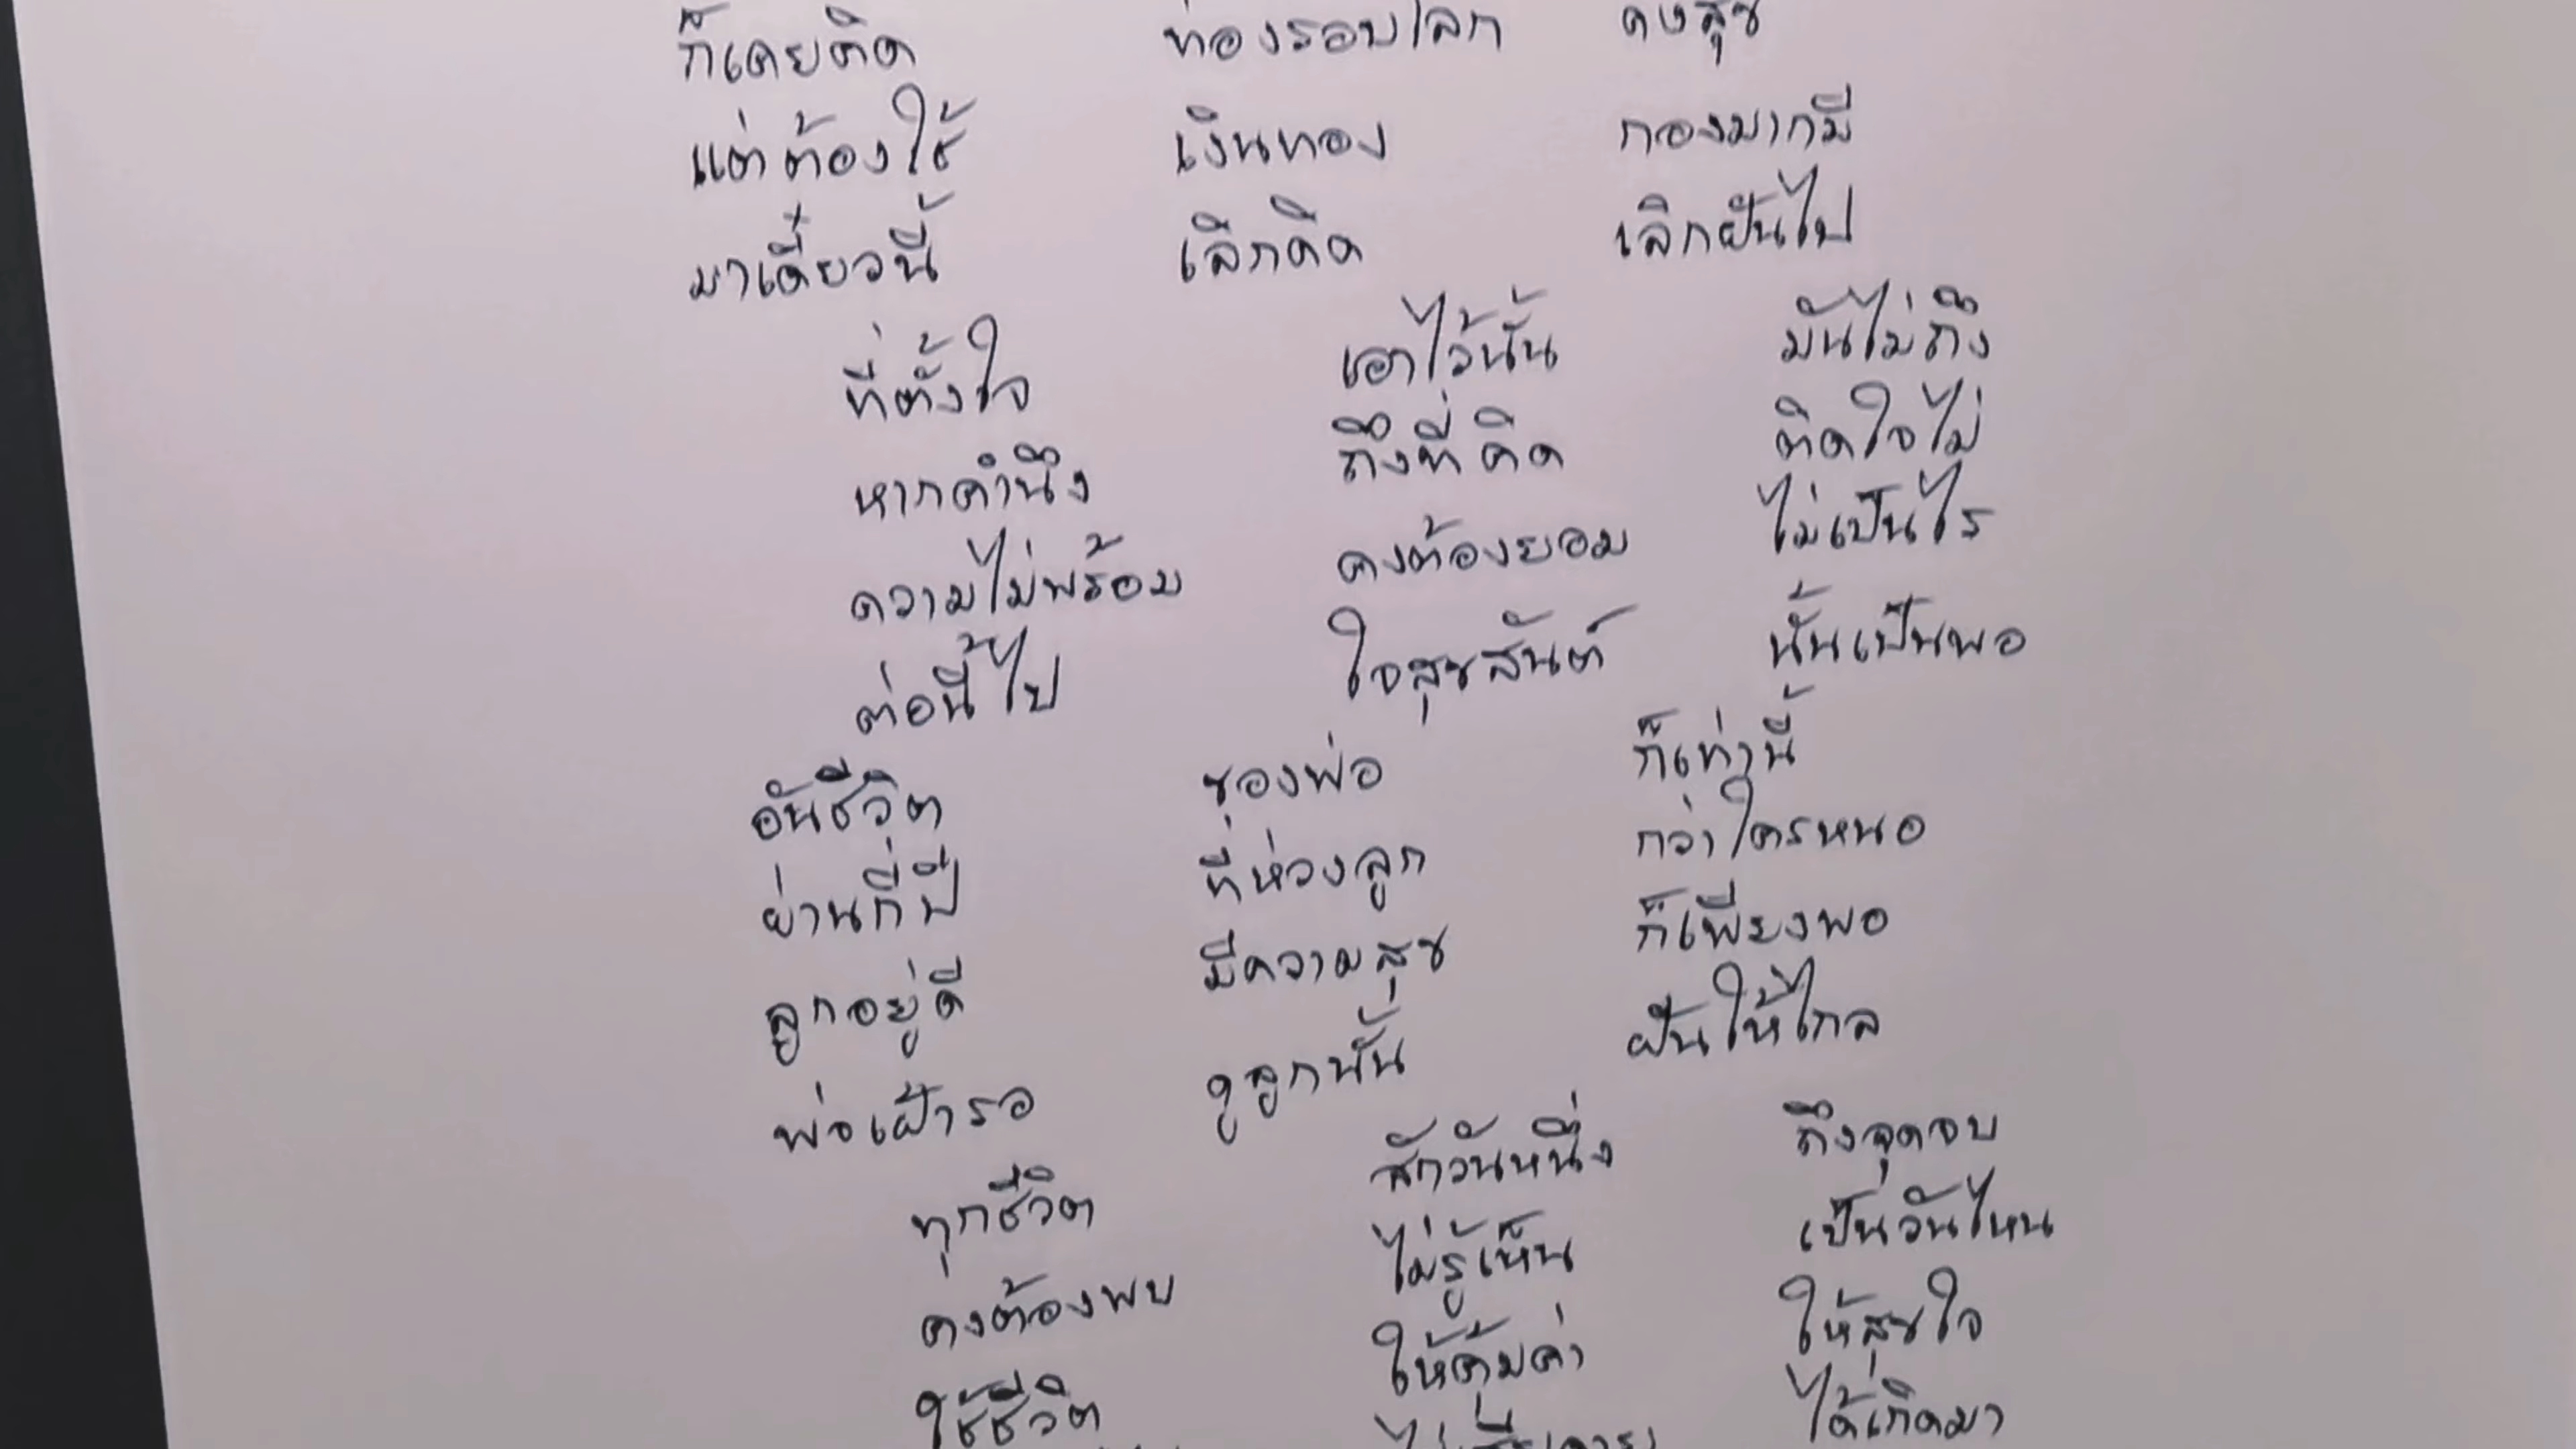 ก็เคยคิด ท่องรอบโลก คงสุข
แต่ต้องใช้ เงินทอง กองมากมี
มาเดี๋ยวนี้ เลิกคิด เลิกฝันไป
ที่ตั้งใจ เอาไว้นั้น มันไม่ถึง
หากคำนึง ถึงที่คิด ติดใจไม่
ความไม่พร้อม คงต้องยอม ไม่เป็นไร
ต่อนี้ไป ใจสุขสันต์ นั้นเป็นพอ
อันชีวิต ของพ่อ ก็เท่านี้
ย่านกี่ปี ที่ห่วงลูก กว่าใครหนอ
ลูกอยู่ดี มีความสุข ก็เพียงพอ
พ่อเฝ้ารอ ดูลูกนั้น ฝันให้ไกล
ทุกชีวิต สักวันหนึ่ง ถึงจุดจบ
คงต้องพบ ไม่รู้เห็น เป็นวันไหน
ใช้ชีวิต ให้คุ้มค่า ให้สุขใจ
ได้เกิดมา